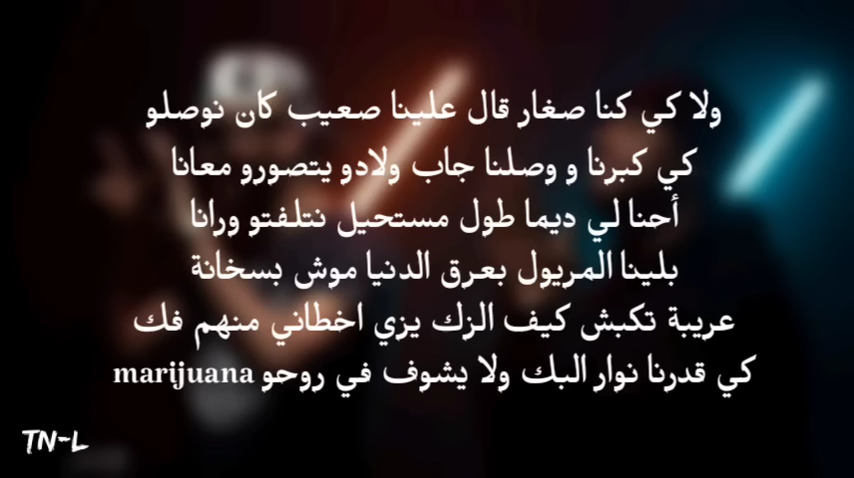 ولا كي كنا صغار قال علينا صعيب كان نوصلو
كي كبرنا و وصلنا جاب ولادو يتصورو معانا
أحنا لي ديما طول مستحيل نتلفتو ورانا
بلينا المريول بعرق الدنيا موش بسخانة
عريبة تكبش كيف الزك يزي اخطاني منهم فك
كي قدرنا نوار البك ولا يشوف في روحو marijuana
TN-L